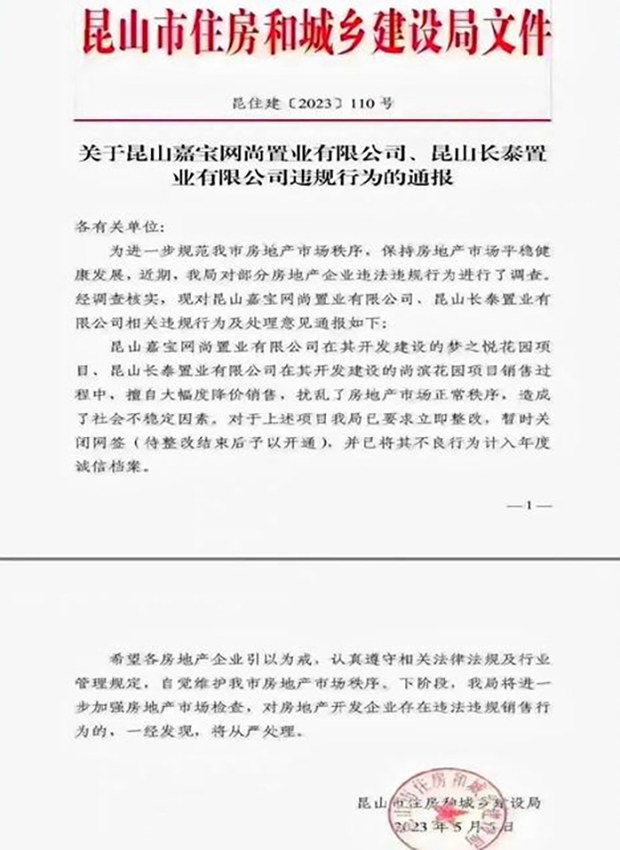 昆山市住房和城乡建设局文件
昆住建〔2023〕110 号
关于昆山嘉宝网尚置业有限公司、昆山长泰置
业有限公司违规行为的通报
各有关单位:
为进一步规范我市房地产市场秩序，保持房地产市场平稳健
康发展，近期，我局对部分房地产企业违法违规行为进行了调查。
经调查核实，现对昆山嘉宝网尚置业有限公司、昆山长泰置业有
限公司相关违规行为及处理意见通报如下:
昆山嘉宝网尚置业有限公司在其开发建设的梦之悦花园项
目、昆山长泰置业有限公司在其开发建设的尚滨花园项目销售过
程中，擅自大幅度降价销售，扰乱了房地产市场正常秩序，造成
了社会不稳定因素。对于上述项目我局已要求立即整改，暂时关
闭网签（待整改结束后予以开通），并已将其不良行为计入年度
诚信档案。
— 1 —
希望各房地产企业引以为戒，认真遵守相关法律法规及行业
管理规定，自觉维护我市房地产市场秩序。下阶段，我局将进一
步加强房地产市场检查，对房地产开发企业存在违法违规销售行
为的，一经发现，将从严处理。
昆山市住房和城乡建设局
2023 年 5 月 5 日